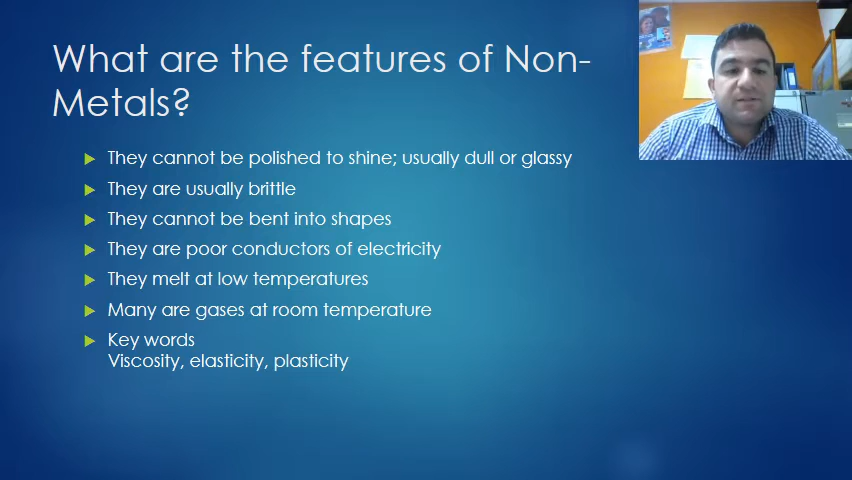 What are the features of Non-
Metals?
They cannot be polished to shine; usually dull or glassy
They are usually brittle
They cannot be bent into shapes
They are poor conductors of electricity
They melt at low temperatures
Many are gases at room temperature
Key words
Viscosity, elasticity, plasticity